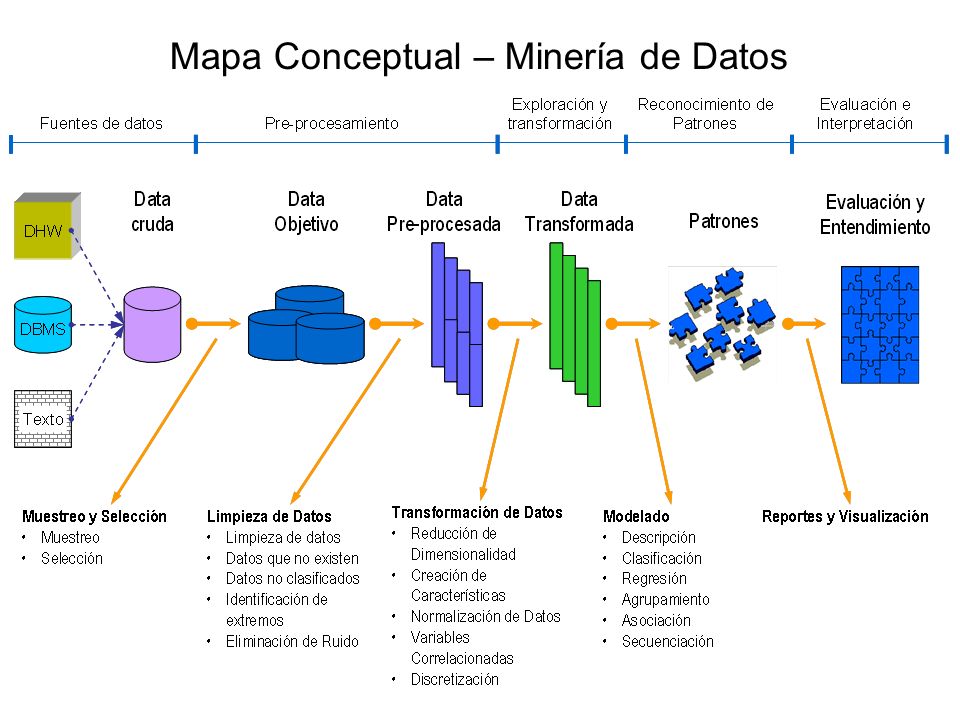 Mapa Conceptual – Minería de Datos
Fuentes de datos
Pre-procesamiento
Exploración y
transformación
Reconocimiento de
Patrones
Evaluación e
Interpretación
Data
cruda
Data
Objetivo
Data
Pre-procesada
Data
Transformada
Patrones
Evaluación y
Entendimiento
DHW
DBMS
Texto
Muestreo y Selección
• Muestreo
• Selección
Limpieza de Datos
• Limpieza de datos
• Datos que no existen
• Datos no clasificados
• Identificación de
extremos
• Eliminación de Ruido
Transformación de Datos
• Reducción de
Dimensionalidad
• Creación de
Características
• Normalización de Datos
• Variables
Correlacionadas
• Discretización
Modelado
• Descripción
• Clasificación
• Regresión
• Agrupamiento
• Asociación
• Secuenciación
Reportes y Visualización